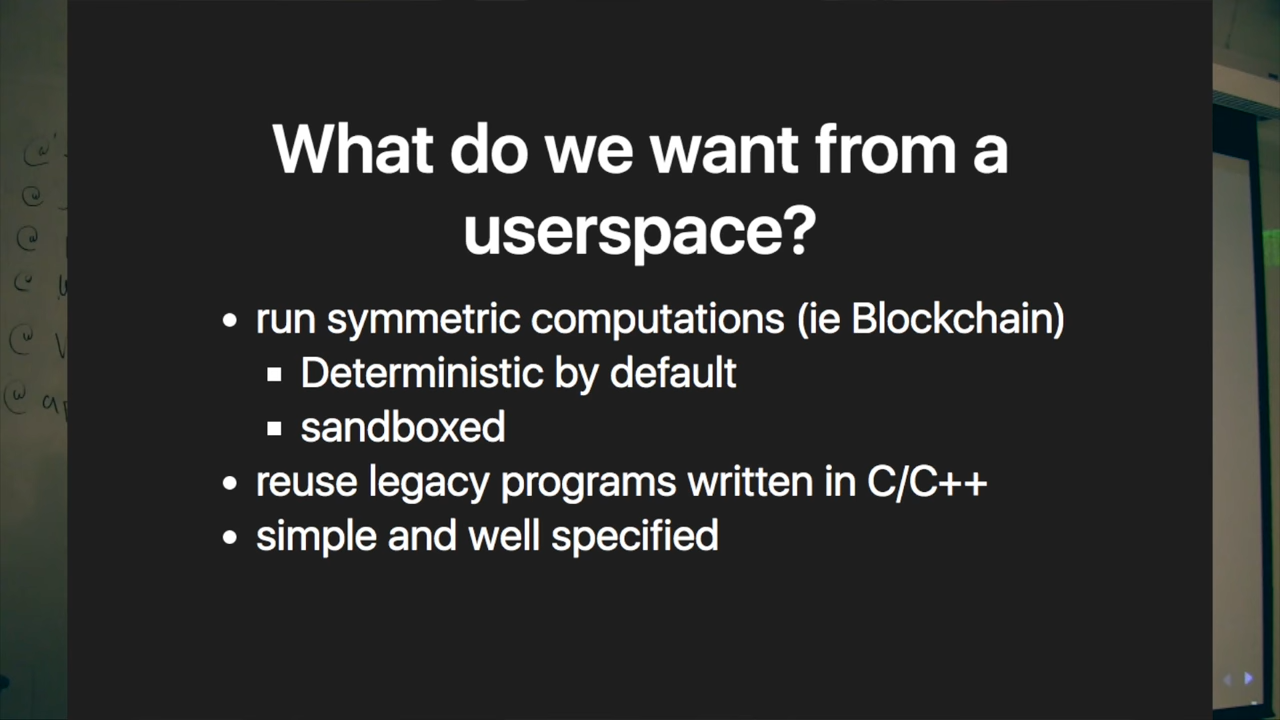 What do we want from a
userspace?
• run symmetric computations (ie Blockchain)
▪ Deterministic by default
▪ sandboxed
• reuse legacy programs written in C/C++
• simple and well specified